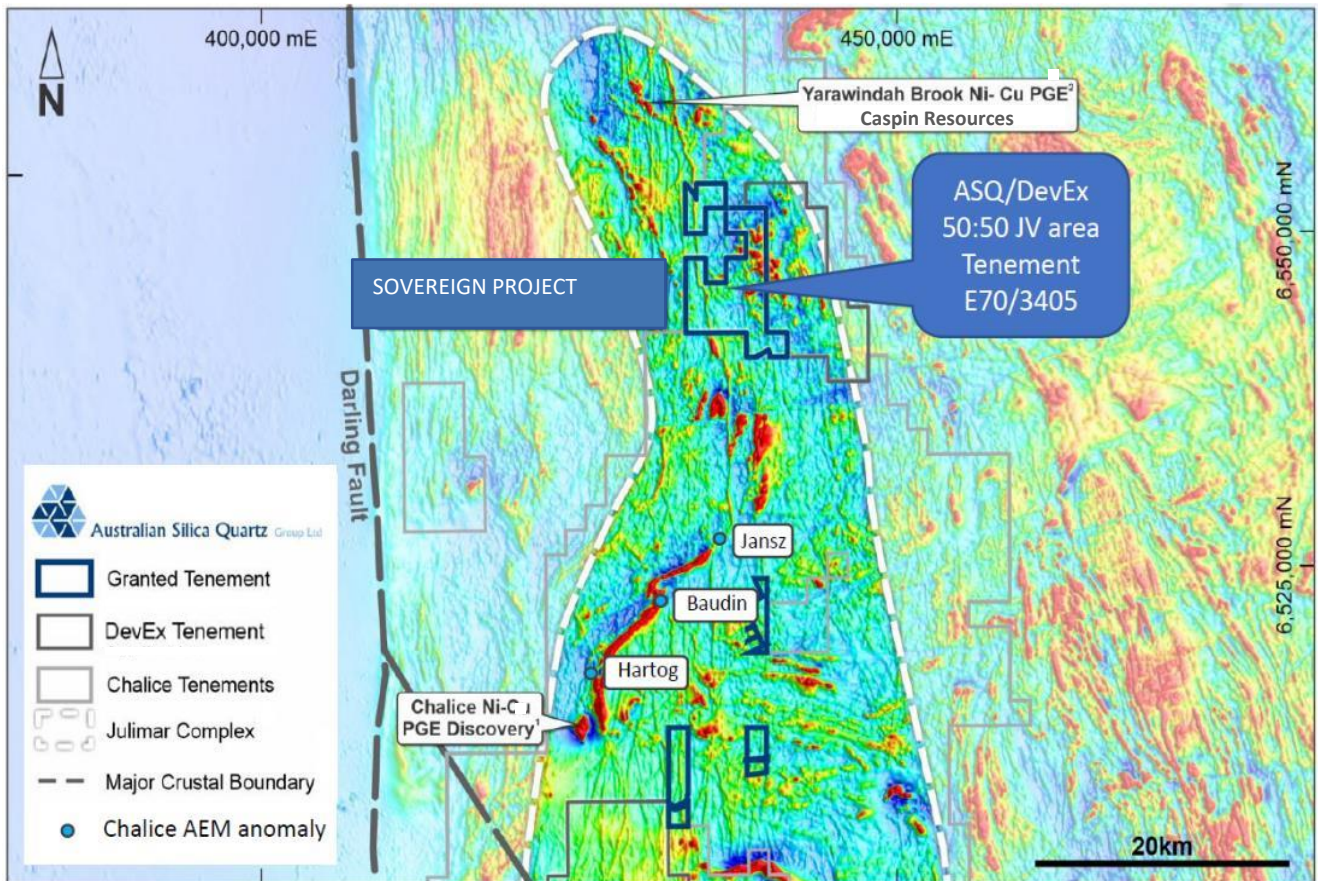 400,000 mE
450,000 mE
N
Yarawindah Brook Ni- Cu PGE²
Caspin Resources
ASQ/DevEx
50:50 JV area
Tenement
E70/3405
6,550,000 mN
SOVEREIGN PROJECT
Darling Fault
Jansz
Baudin
6,525,000 mN
Hartog
Chalice Ni-Cu
PGE Discovery¹
Australian Silica Quartz Group Ltd
Granted Tenement
DevEx Tenement
Chalice Tenements
Julimar Complex
Major Crustal Boundary
Chalice AEM anomaly
20km